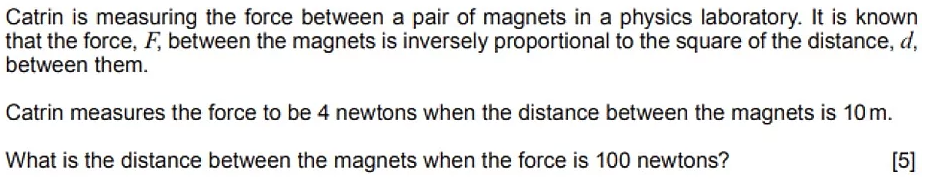 Catrin is measuring the force between a pair of magnets in a physics laboratory. It is known
that the force, F, between the magnets is inversely proportional to the square of the distance, d,
between them.
Catrin measures the force to be 4 newtons when the distance between the magnets is 10 m.
What is the distance between the magnets when the force is 100 newtons? [5]